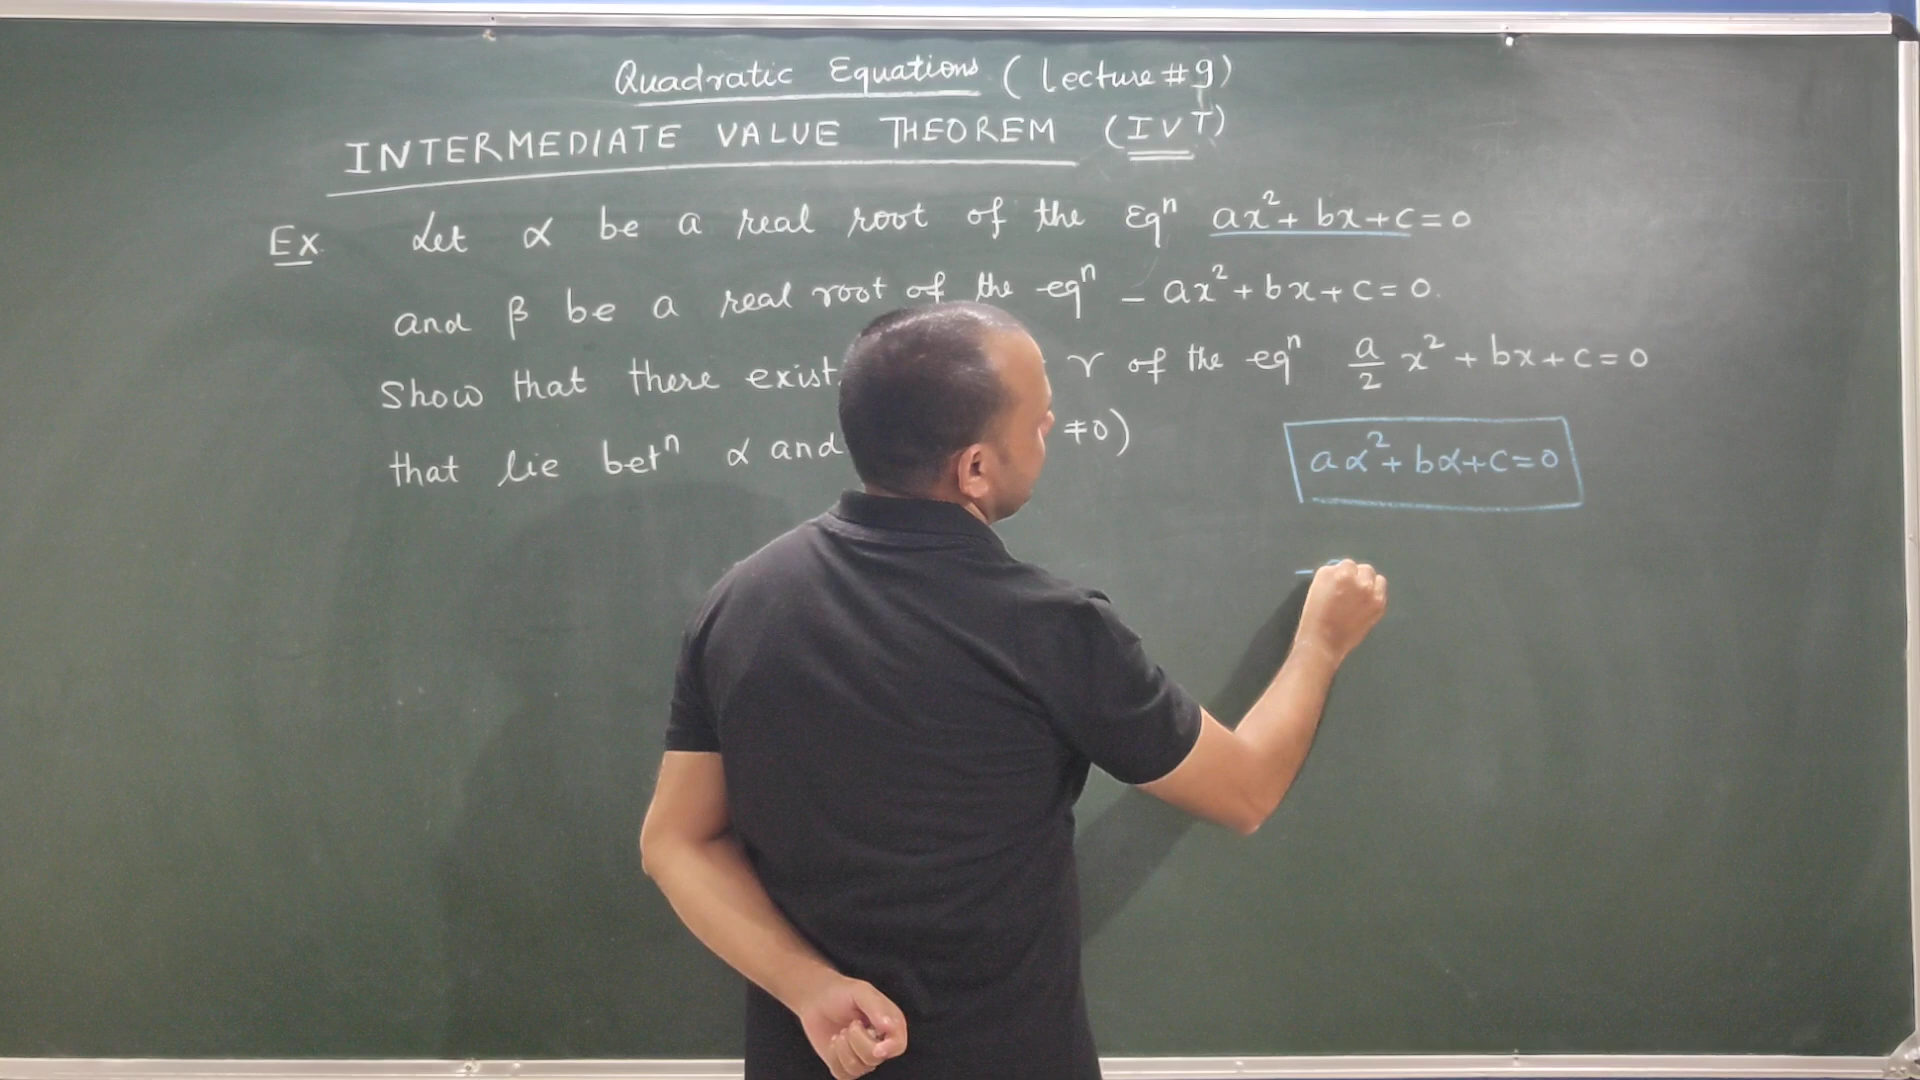 Quadratic Equations (Lecture #9)
INTERMEDIATE VALUE THEOREM (IVT)
Ex. Let α be a real root of the Eqⁿ ax²+ bx+c=0
and β be a real root of the eqⁿ - ax²+bx+c=0.
Show that there exist γ of the eqⁿ a/2 x²+bx+c=0
that lie betⁿ α and ≠0)
aα²+bα+c=0
-